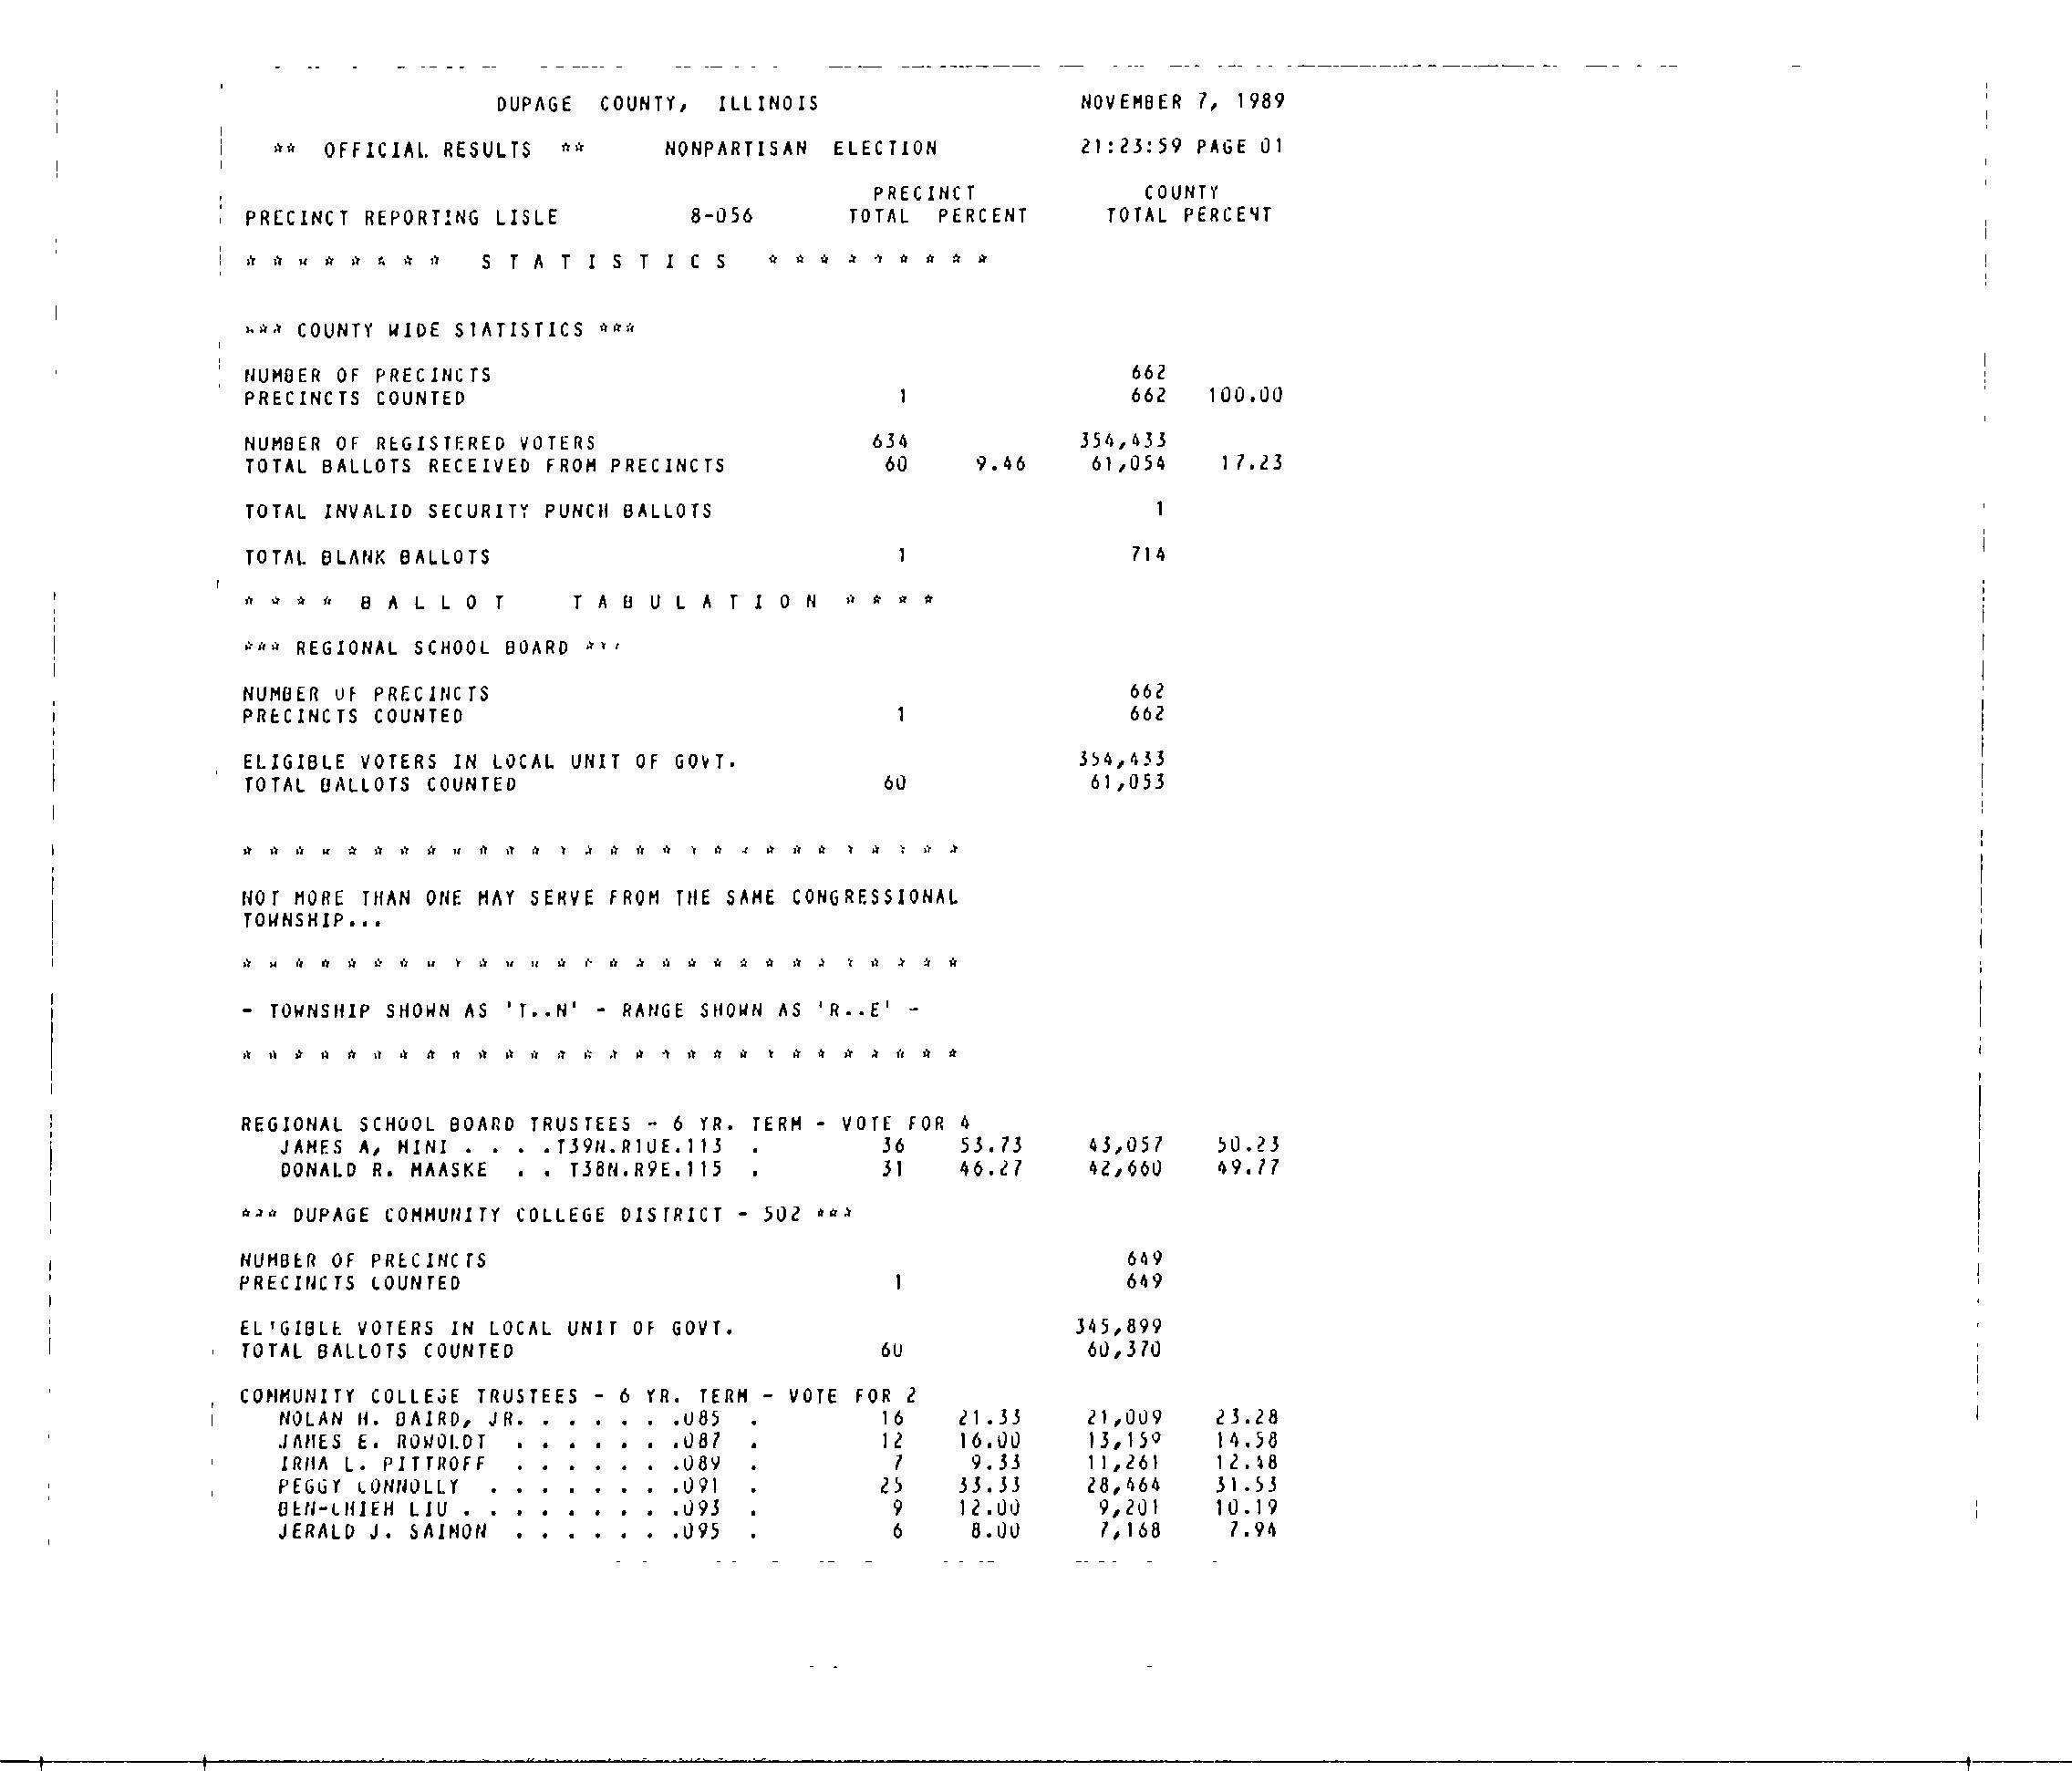 DUPAGE COUNTY, ILLINOIS NOVEMBER 7, 1989
** OFFICIAL RESULTS ** NONPARTISAN ELECTION 21:23:59 PAGE 01
PRECINCT COUNTY
PRECINCT REPORTING LISLE 8-056 TOTAL PERCENT TOTAL PERCENT
* * * * * * * * S T A T I S T I C S * * * * * * * * *
*** COUNTY WIDE STATISTICS ***
NUMBER OF PRECINCTS 662
PRECINCTS COUNTED 1 662 100.00
NUMBER OF REGISTERED VOTERS 634 354,433
TOTAL BALLOTS RECEIVED FROM PRECINCTS 60 9.46 61,054 17.23
TOTAL INVALID SECURITY PUNCH BALLOTS 1
TOTAL BLANK BALLOTS 1 714
* * * * B A L L O T T A B U L A T I O N * * * *
*** REGIONAL SCHOOL BOARD ***
NUMBER OF PRECINCTS 662
PRECINCTS COUNTED 1 662
ELIGIBLE VOTERS IN LOCAL UNIT OF GOVT. 354,433
TOTAL BALLOTS COUNTED 60 61,053
* * * * * * * * * * * * * * * * * * * * * * * * * * * *
NOT MORE THAN ONE MAY SERVE FROM THE SAME CONGRESSIONAL
TOWNSHIP...
* * * * * * * * * * * * * * * * * * * * * * * * * * * *
- TOWNSHIP SHOWN AS 'T..N' - RANGE SHOWN AS 'R..E' -
* * * * * * * * * * * * * * * * * * * * * * * * * * * *
REGIONAL SCHOOL BOARD TRUSTEES - 6 YR. TERM - VOTE FOR 4
JAMES A, MINI . . . .T39N.R10E.113 . 36 53.73 43,057 50.23
DONALD R. MAASKE . . T38N.R9E.115 . 31 46.27 42,660 49.77
*** DUPAGE COMMUNITY COLLEGE DISTRICT - 502 ***
NUMBER OF PRECINCTS 649
PRECINCTS COUNTED 1 649
ELIGIBLE VOTERS IN LOCAL UNIT OF GOVT. 345,899
TOTAL BALLOTS COUNTED 60 60,370
COMMUNITY COLLEGE TRUSTEES - 6 YR. TERM - VOTE FOR 2
NOLAN H. BAIRD, JR. . . . . . .085 . 16 21.33 21,009 23.28
JAMES E. ROWOLDT . . . . . . .087 . 12 16.00 13,159 14.58
IRMA L. PITTROFF . . . . . . .089 . 7 9.33 11,261 12.48
PEGGY CONNOLLY . . . . . . . .091 . 25 33.33 28,464 31.53
BEN-CHIEH LIU . . . . . . . . .093 . 9 12.00 9,201 10.19
JERALD J. SAIMON . . . . . . .095 . 6 8.00 7,168 7.94